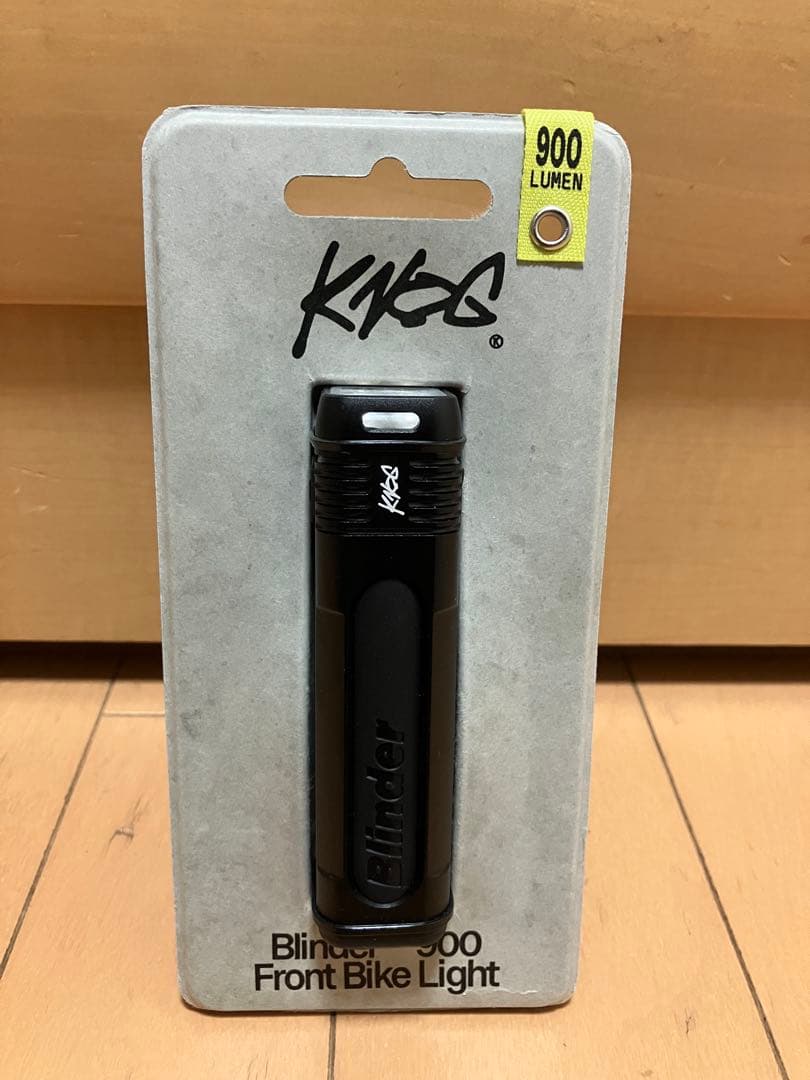 900
LUMEN
KNOG
®
KNOG
Blinder
Blinder 900
Front Bike Light